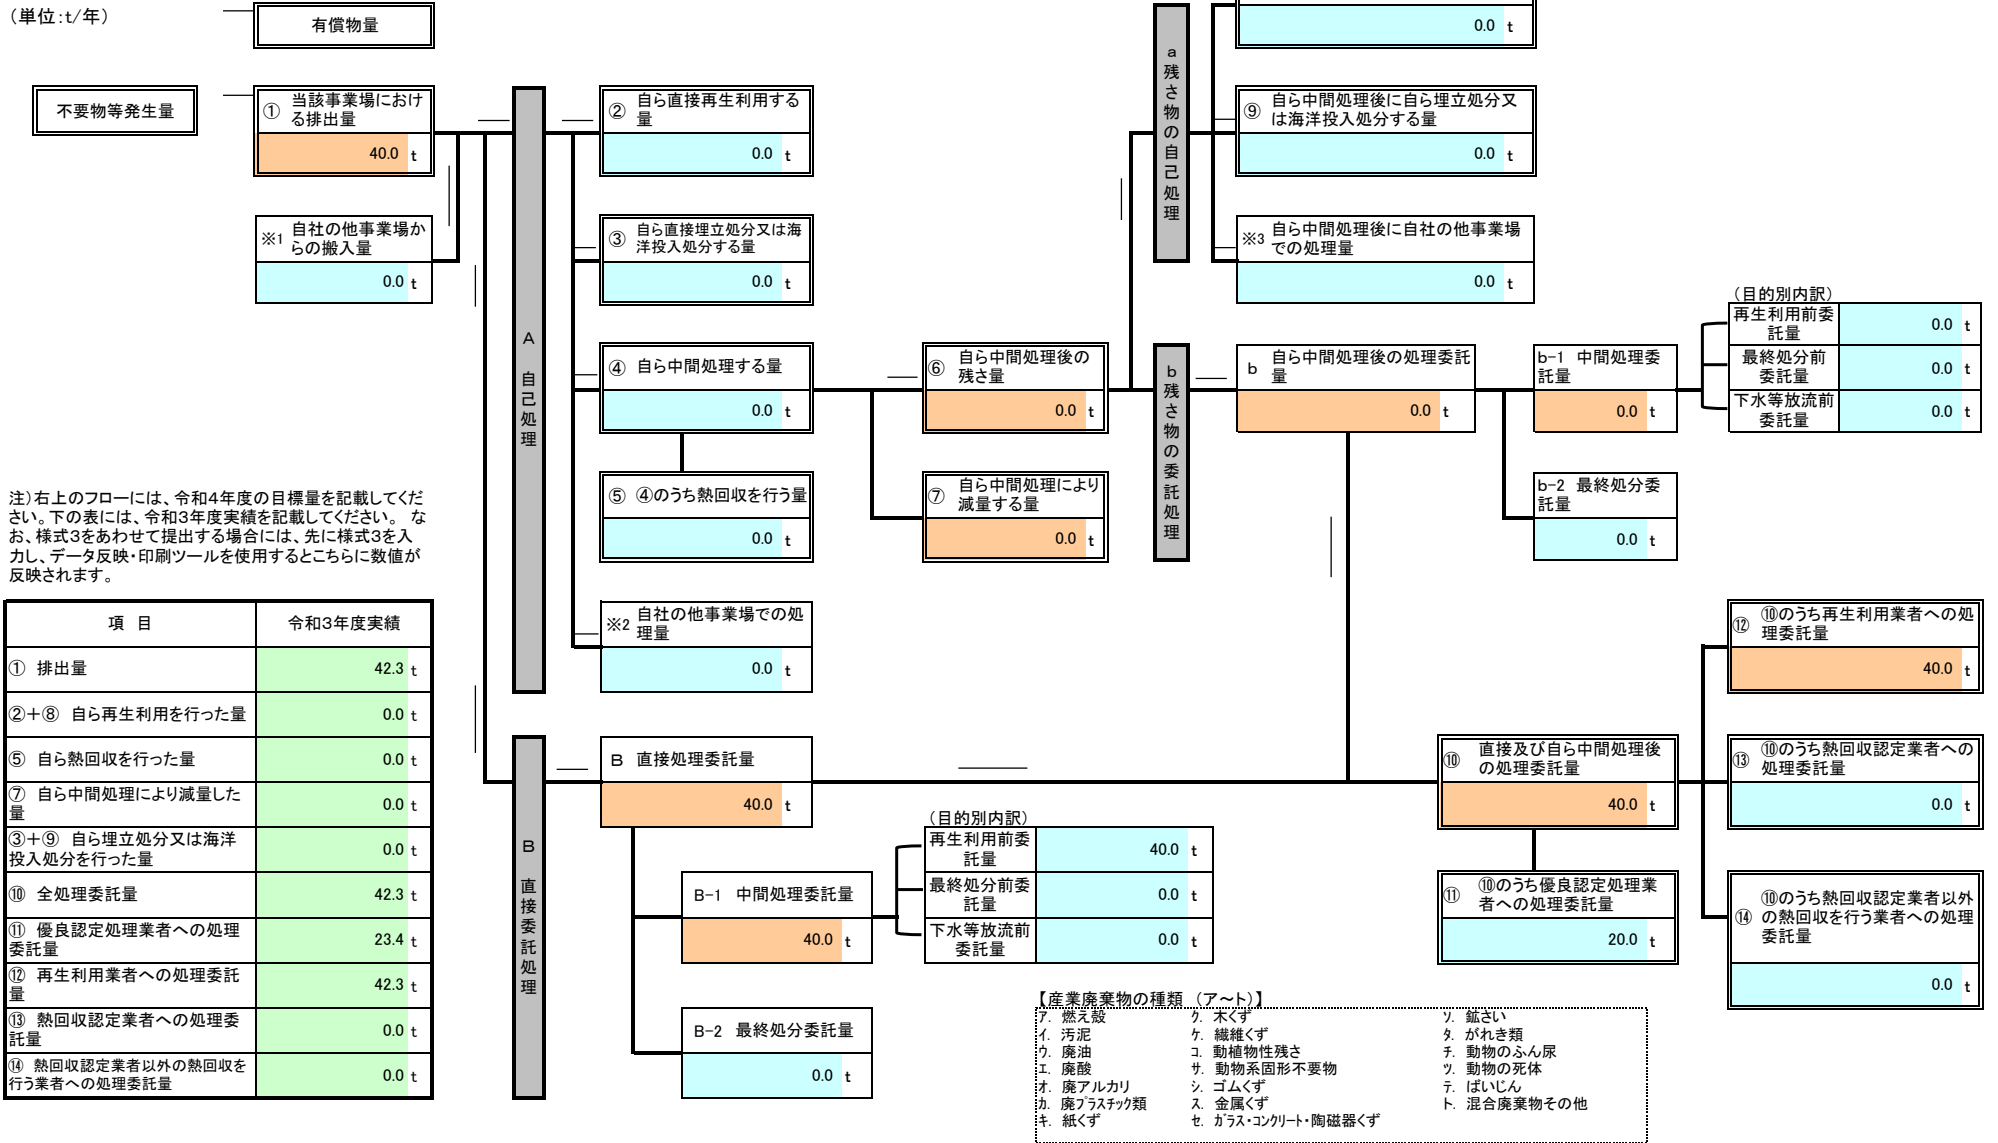 （単位:t/年）
有償物量
不要物等発生量
① 当該事業場におけ
る排出量
40.0 t
※1 自社の他事業場か
らの搬入量
0.0 t
A 自己処理
② 自ら直接再生利用する
量
0.0 t
③ 自ら直接埋立処分又は海
洋投入処分する量
0.0 t
④ 自ら中間処理する量
0.0 t
⑤ ④のうち熱回収を行う量
0.0 t
※2 自社の他事業場での処
理量
0.0 t
⑥ 自ら中間処理後の
残さ量
0.0 t
⑦ 自ら中間処理により
減量する量
0.0 t
a 残さ物の自己処理
0.0 t
⑨ 自ら中間処理後に自ら埋立処分又
は海洋投入処分する量
0.0 t
※3 自ら中間処理後に自社の他事業場
での処理量
0.0 t
b 残さ物の委託処理
b 自ら中間処理後の処理委託
量
0.0 t
b-1 中間処理委
託量
0.0 t
（目的別内訳）
再生利用前委
託量
0.0 t
最終処分前
委託量
0.0 t
下水等放流前
委託量
0.0 t
b-2 最終処分委
託量
0.0 t
注）右上のフローには、令和4年度の目標量を記載してくだ
さい。下の表には、令和3年度実績を記載してください。 な
お、様式3をあわせて提出する場合には、先に様式3を入
力し、データ反映・印刷ツールを使用するとこちらに数値が
反映されます。
項 目 令和3年度実績
① 排出量 42.3 t
②＋⑧ 自ら再生利用を行った量 0.0 t
⑤ 自ら熱回収を行った量 0.0 t
⑦ 自ら中間処理により減量した
量 0.0 t
③＋⑨ 自ら埋立処分又は海洋
投入処分を行った量 0.0 t
⑩ 全処理委託量 42.3 t
⑪ 優良認定処理業者への処理
委託量 23.4 t
⑫ 再生利用業者への処理委託
量 42.3 t
⑬ 熱回収認定業者への処理委
託量 0.0 t
⑭ 熱回収認定業者以外の熱回収を
行う業者への処理委託量 0.0 t
B 直接委託処理
B 直接処理委託量
40.0 t
B-1 中間処理委託量
40.0 t
（目的別内訳）
再生利用前委
託量
40.0 t
最終処分前委
託量
0.0 t
下水等放流前
委託量
0.0 t
B-2 最終処分委託量
0.0 t
⑩ 直接及び自ら中間処理後
の処理委託量
40.0 t
⑪ ⑩のうち優良認定処理業
者への処理委託量
20.0 t
⑫ ⑩のうち再生利用業者への処
理委託量
40.0 t
⑬ ⑩のうち熱回収認定業者への
処理委託量
0.0 t
⑭ ⑩のうち熱回収認定業者以外
の熱回収を行う業者への処理
委託量
0.0 t
【産業廃棄物の種類 （ア～ト）】
ア. 燃え殻 ク. 木くず ソ. 鉱さい
イ. 汚泥 ケ. 繊維くず タ. がれき類
ウ. 廃油 コ. 動植物性残さ チ. 動物のふん尿
エ. 廃酸 サ. 動物系固形不要物 ツ. 動物の死体
オ. 廃アルカリ シ. ゴムくず テ. ばいじん
カ. 廃プラスチック類 ス. 金属くず ト. 混合廃棄物その他
キ. 紙くず セ. ガラス・コンクリート・陶磁器くず